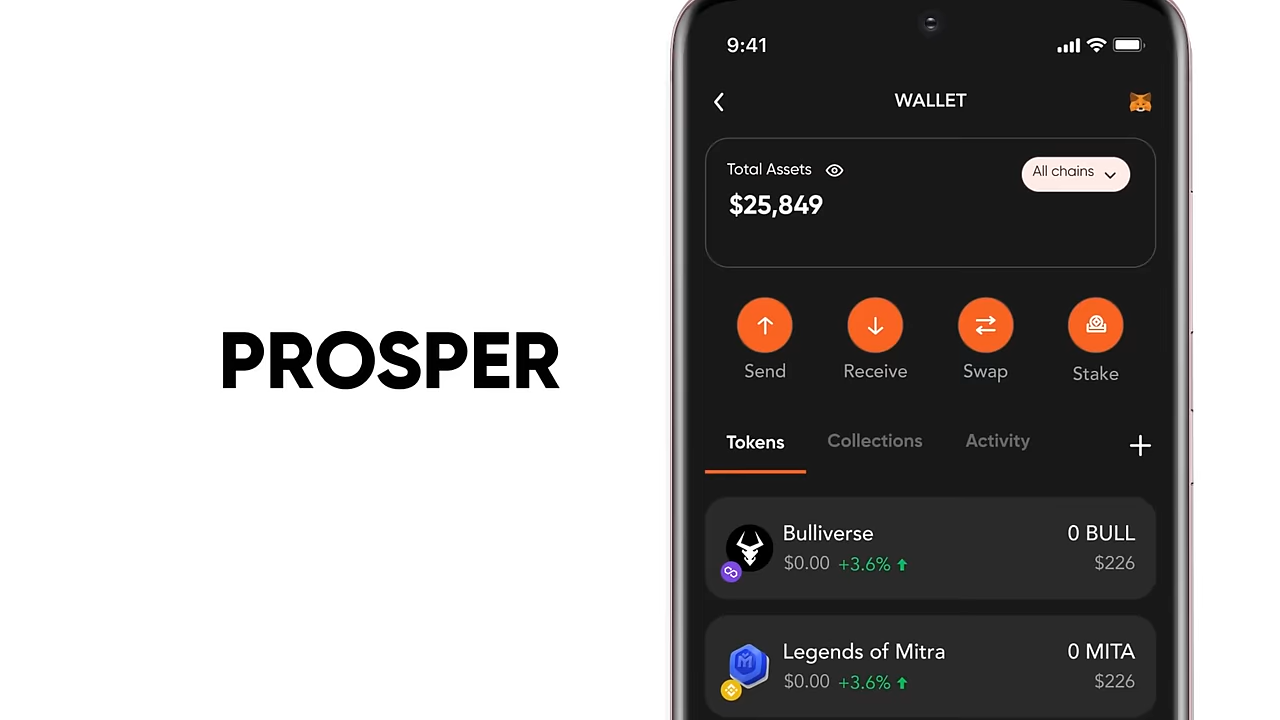 PROSPER
9:41
WALLET
Total Assets
All chains
$25,849
Send
Receive
Swap
Stake
Tokens
Collections
Activity
Bulliverse
0 BULL
$0.00 +3.6%
$226
Legends of Mitra
0 MITA
$0.00 +3.6%
$226